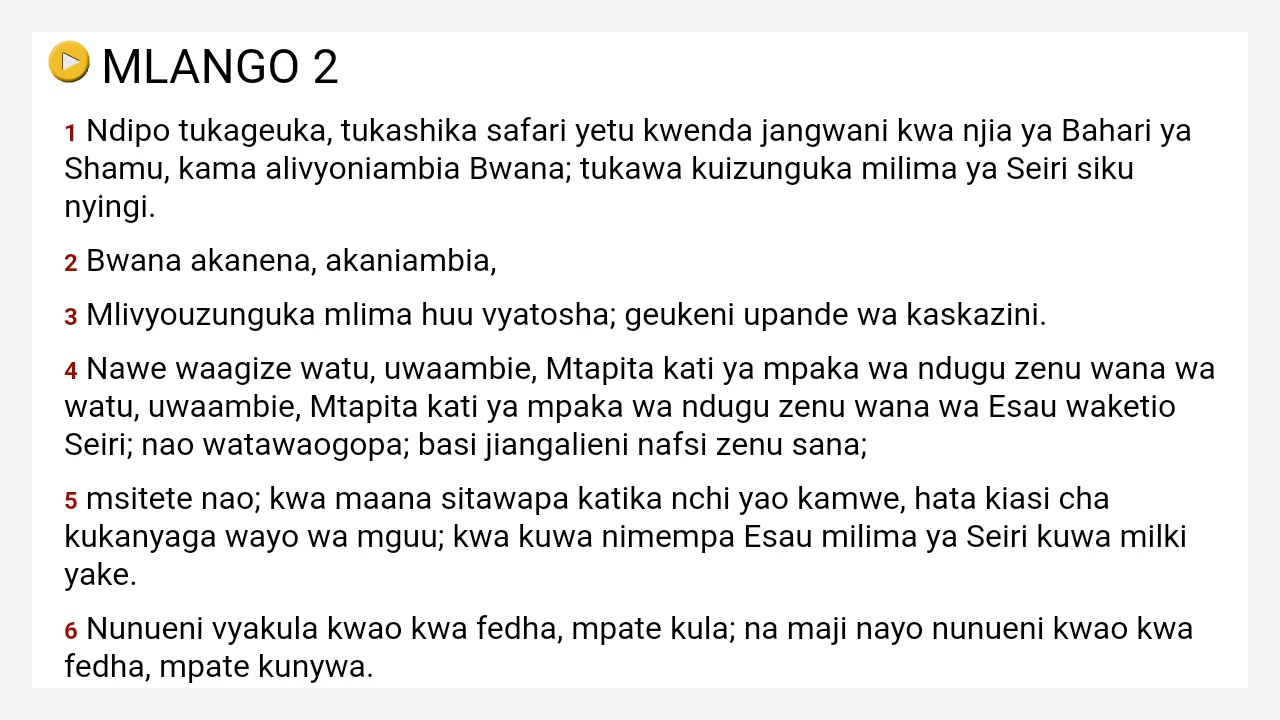 MLANGO 2
1 Ndipo tukageuka, tukashika safari yetu kwenda jangwani kwa njia ya Bahari ya
Shamu, kama alivyoniambia Bwana; tukawa kuizunguka milima ya Seiri siku
nyingi.
2 Bwana akanena, akaniambia,
3 Mlivyouzunguka mlima huu vyatosha; geukeni upande wa kaskazini.
4 Nawe waagize watu, uwaambie, Mtapita kati ya mpaka wa ndugu zenu wana wa
watu, uwaambie, Mtapita kati ya mpaka wa ndugu zenu wana wa Esau waketio
Seiri; nao watawaogopa; basi jiangalieni nafsi zenu sana;
5 msitete nao; kwa maana sitawapa katika nchi yao kamwe, hata kiasi cha
kukanyaga wayo wa mguu; kwa kuwa nimempa Esau milima ya Seiri kuwa milki
yake.
6 Nunueni vyakula kwao kwa fedha, mpate kula; na maji nayo nunueni kwao kwa
fedha, mpate kunywa.